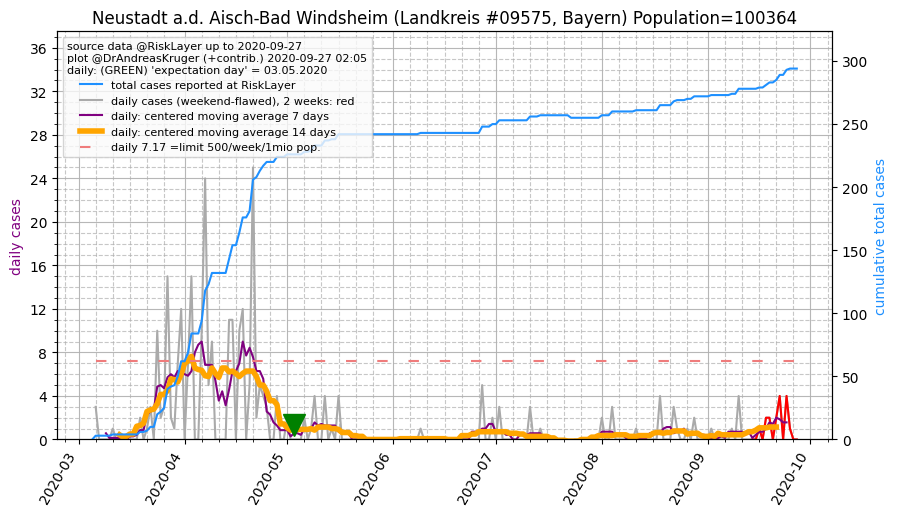 Neustadt a.d. Aisch-Bad Windsheim (Landkreis #09575, Bayern) Population=100364
source data @RiskLayer up to 2020-09-27
plot @DrAndreasKruger (+contrib.) 2020-09-27 02:05
daily: (GREEN) 'expectation day' = 03.05.2020
total cases reported at RiskLayer
daily cases (weekend-flawed), 2 weeks: red
daily: centered moving average 7 days
daily: centered moving average 14 days
daily 7.17 =limit 500/week/1mio pop.
daily cases
36
32
28
24
20
16
12
8
4
0
cumulative total cases
300
250
200
150
100
50
0
2020-03
2020-04
2020-05
2020-06
2020-07
2020-08
2020-09
2020-10